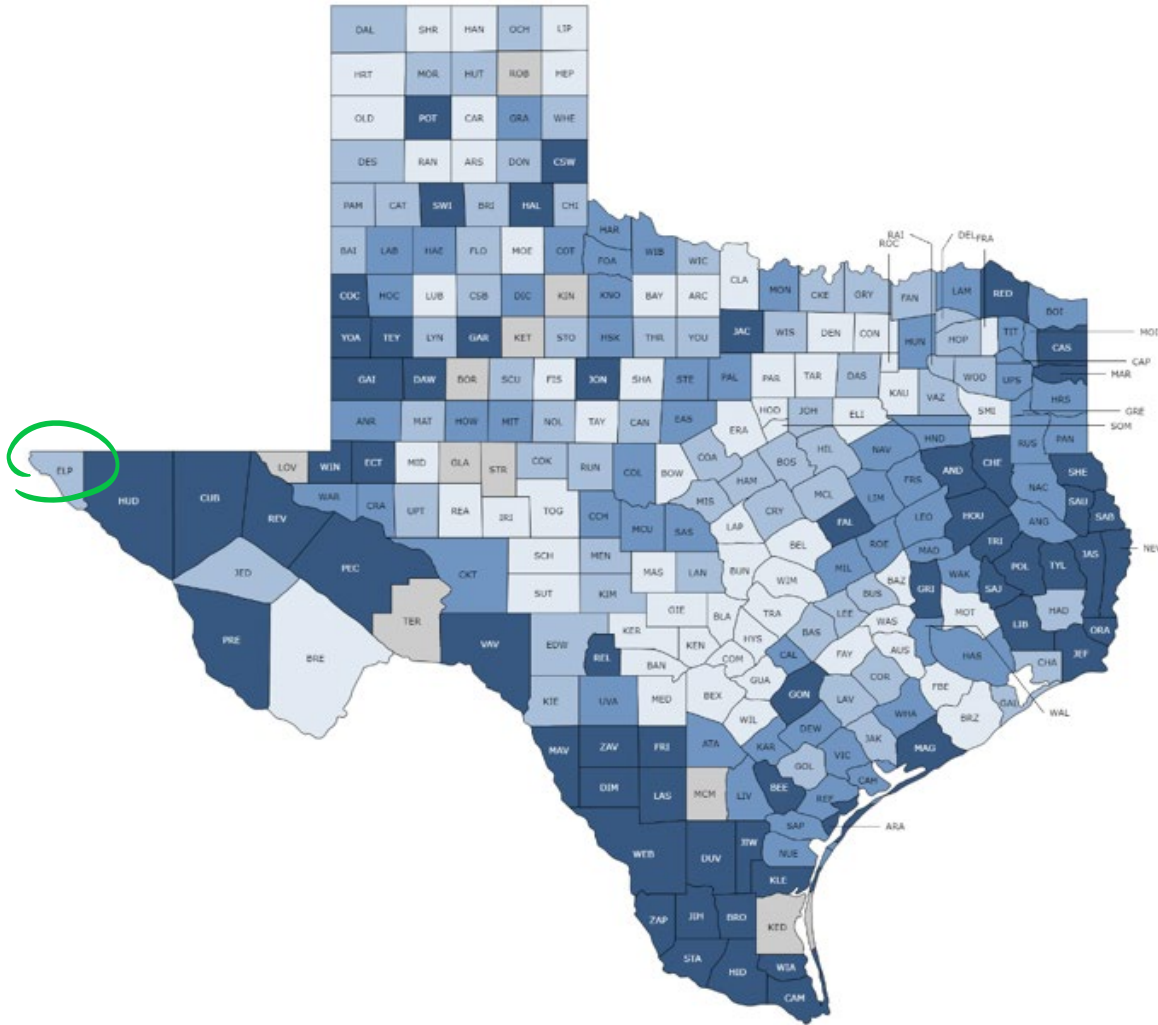 DAL SHR HAN OCH LIP
HRT MOR HUT ROB HEP
OLD POT CAR GRA WHE
DES RAN ARS DON CSW
PAM CAT SWI BRI HAL CHI
BAI LAB HAE FLO MOE COT HAR FOA WIB WIC CLA
RAI ROC DEL FRA
COC HOC LUB CSB DIC KIN KNO BAY ARC MON CKE GRY FAN LAM RED BOI
YOA TEY LYN GAR KET STO HSK THR YOU JAC WIS DEN CON HUN HOP TIT CAS MOI
GAI DAW BOR SCU FIS JON SHA STE PAL PAR TAR DAS KAU VAZ WOD UPS CAP MAR HRS
ANR MAT HOW MIT NOL TAY CAN EAS ERA HOD JOH ELI SMI GRE SOM
ELP LOV WIN ECT MID GLA STR COK RUN COL BOW COA BOS HIL NAV HND RUS PAN
HUD CUB REV WAR CRA UPT REA IRI TOG CCH MCU SAS MIS HAM CRY MCL LIM FRS AND CHE NAC SHE
JED PEC CKT SCH MEN MAS LAN LAP BEL FAL MIL ROE LEO HOU ANG SAU SAB
PRE BRE TER SUT KIM GIE BUN WIM BAZ MAD WAK TRI POL TYL JAS NEW
VAV EDW REL KER BAN KEN BLA TRA HYS LEE BUS WAS GRI MOT SAJ LIB HAD ORA JEF
KIE UVA MED BEX COM GUA CAL BAS FAY AUS COR HAS CHA WAL
MAV ZAV FRI ATA WIL GON LAV WHA FBE BRZ GAL
DIM LAS MCM LIV KAR DEW VIC JAK MAG
BEE GOL REF CAH ARA
WEB DUV JIW SAP NUE
KLE
ZAP JIH BRO KED
STA HID WIA
CAM